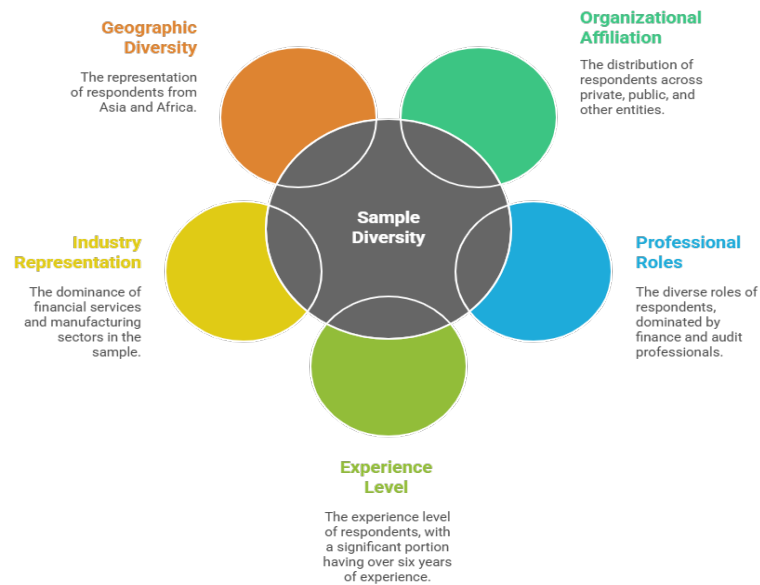 Geographic
Diversity
The representation
of respondents from
Asia and Africa.
Organizational
Affiliation
The distribution of
respondents across
private, public, and
other entities.
Sample
Diversity
Industry
Representation
The dominance of
financial services
and manufacturing
sectors in the
sample.
Professional
Roles
The diverse roles of
respondents,
dominated by
finance and audit
professionals.
Experience
Level
The experience level
of respondents, with
a significant portion
having over six years
of experience.